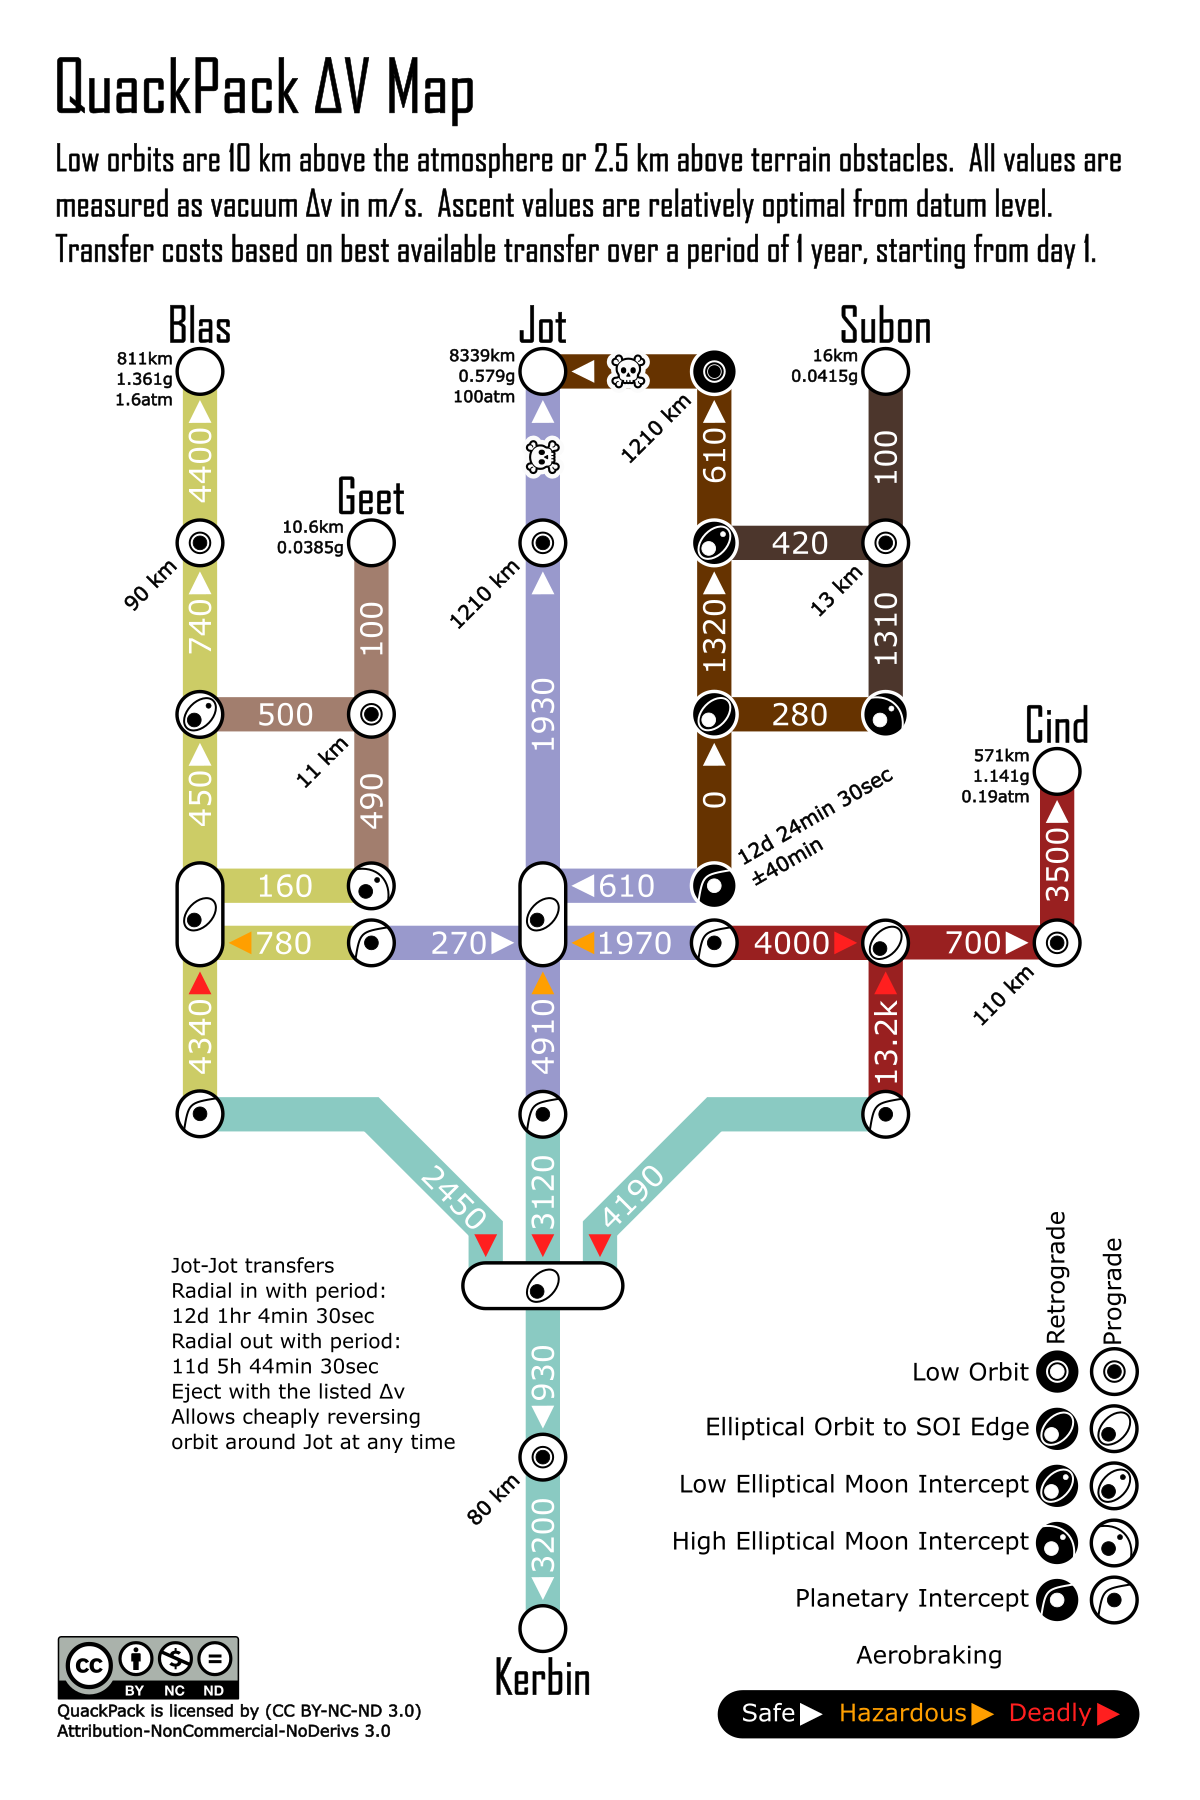 QuackPack ΔV Map
Low orbits are 10 km above the atmosphere or 2.5 km above terrain obstacles.  All values are
measured as vacuum Δv in m/s.  Ascent values are relatively optimal from datum level.
Transfer costs based on best available transfer over a period of 1 year, starting from day 1.
Blas
811km
1.361g
1.6atm
4400
90 km
740
450
Geet
10.6km
0.0385g
100
500
11 km
490
160
780
4340
Jot
8339km
0.579g
100atm
1210 km
1930
1210 km
610
1320
0
12d 24min 30sec
±40min
610
270
1970
4910
Subon
16km
0.0415g
100
420
13 km
1310
280
Cind
571km
1.141g
0.19atm
3500
4000
700
110 km
13.2k
2450
3120
4190
Jot-Jot transfers
Radial in with period:
12d 1hr 4min 30sec
Radial out with period:
11d 5h 44min 30sec
Eject with the listed Δv
Allows cheaply reversing
orbit around Jot at any time
930
80 km
3200
Kerbin
Retrograde
Prograde
Low Orbit
Elliptical Orbit to SOI Edge
Low Elliptical Moon Intercept
High Elliptical Moon Intercept
Planetary Intercept
Aerobraking
Safe Hazardous Deadly
cc
BY NC ND
QuackPack is licensed by (CC BY-NC-ND 3.0)
Attribution-NonCommercial-NoDerivs 3.0